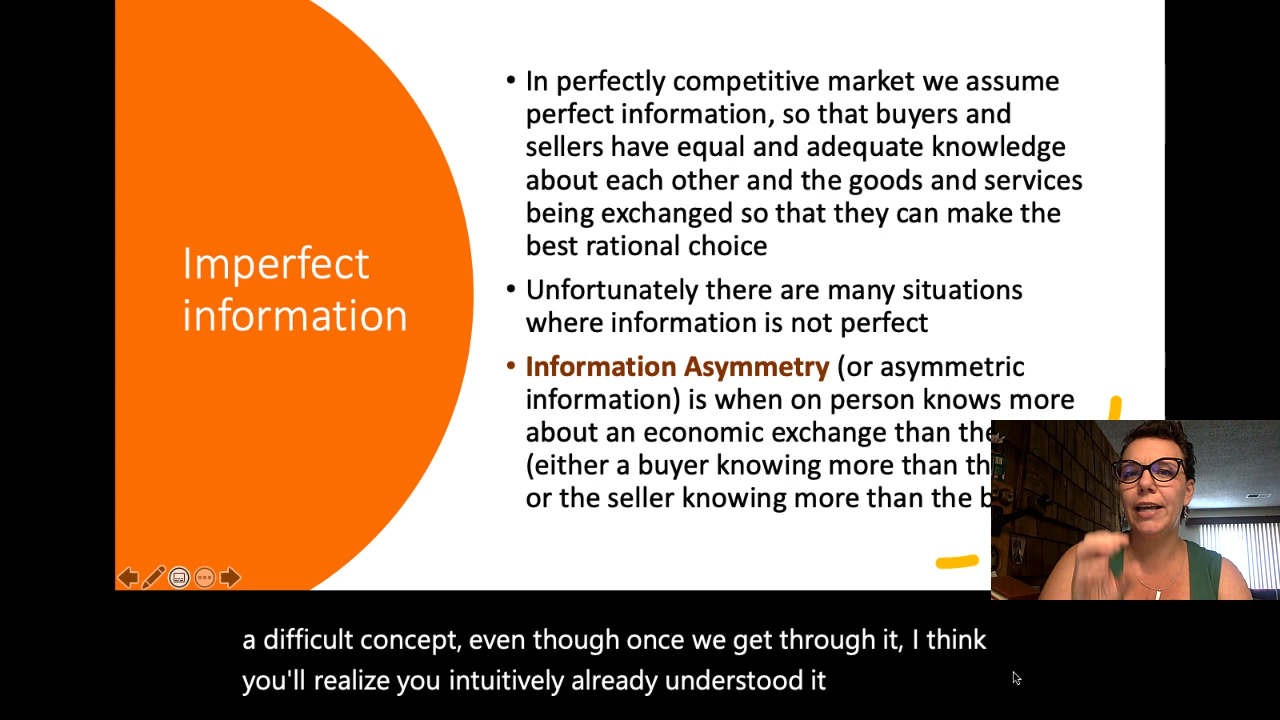 Imperfect
information
• In perfectly competitive market we assume
perfect information, so that buyers and
sellers have equal and adequate knowledge
about each other and the goods and services
being exchanged so that they can make the
best rational choice
• Unfortunately there are many situations
where information is not perfect
• Information Asymmetry (or asymmetric
information) is when on person knows more
about an economic exchange than
(either a buyer knowing more than
or the seller knowing more than the
a difficult concept, even though once we get through it, I think
you'll realize you intuitively already understood it